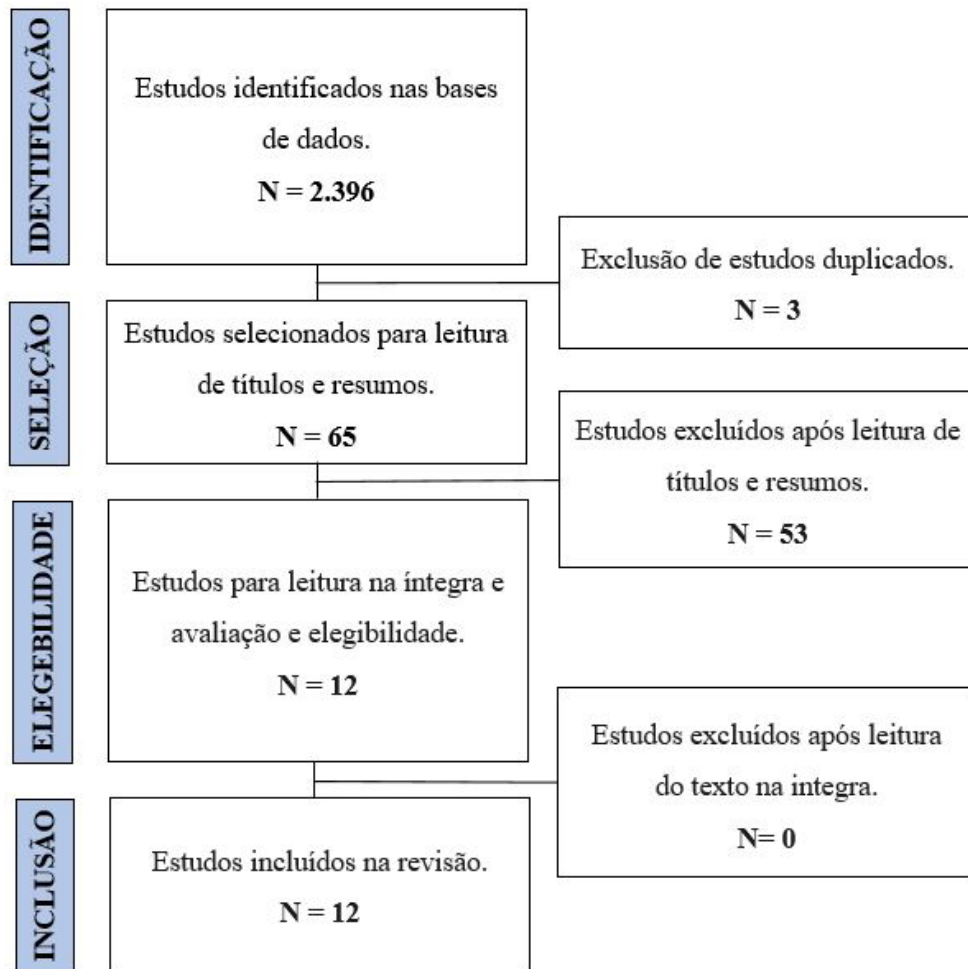 IDENTIFICAÇÃO
Estudos identificados nas bases
de dados.
N = 2.396
Exclusão de estudos duplicados.
N = 3
SELEÇÃO
Estudos selecionados para leitura
de títulos e resumos.
N = 65
Estudos excluídos após leitura de
títulos e resumos.
N = 53
ELEGEBILIDADE
Estudos para leitura na íntegra e
avaliação e elegibilidade.
N = 12
Estudos excluídos após leitura
do texto na integra.
N= 0
INCLUSÃO
Estudos incluídos na revisão.
N = 12